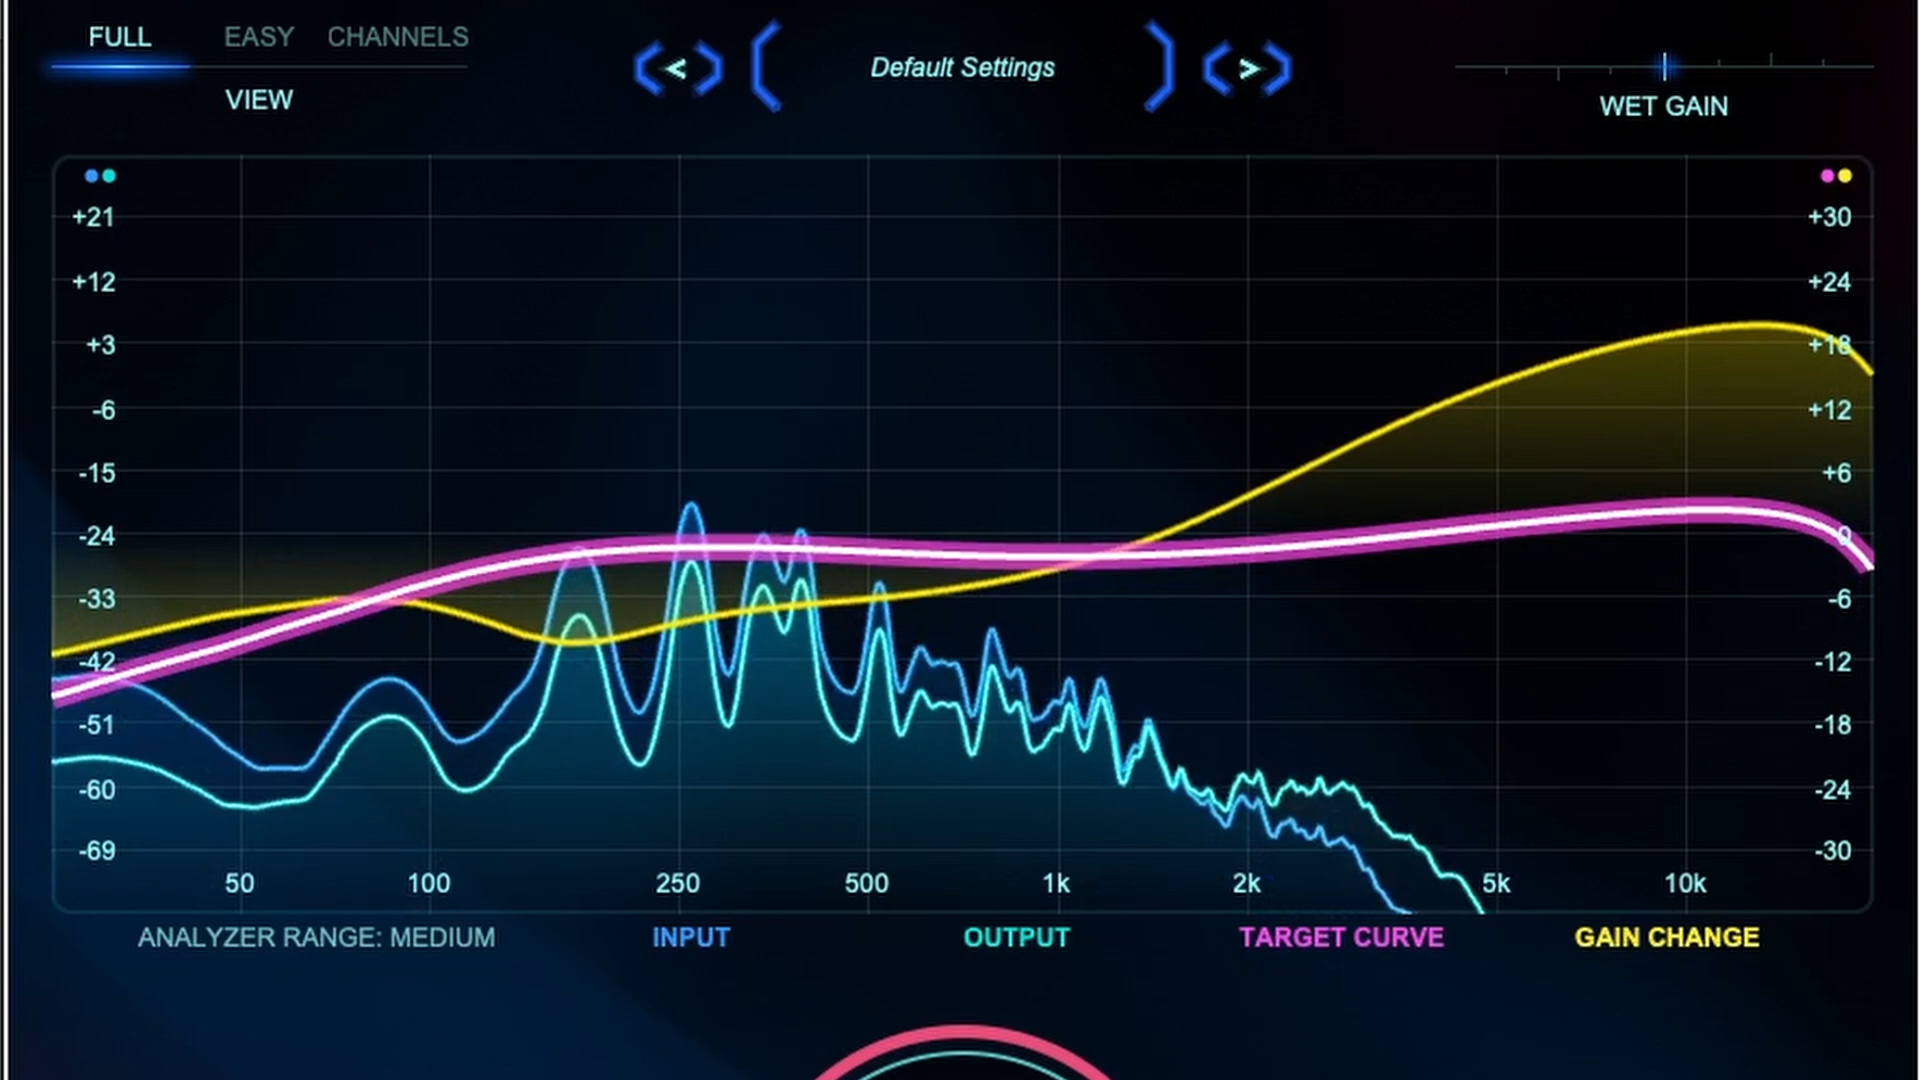 FULL EASY CHANNELS
VIEW
<
Default Settings
>
WET GAIN
+21 +30
+12 +24
+3 +18
-6 +12
-15 +6
-24 0
-33 -6
-42 -12
-51 -18
-60 -24
-69 -30
50 100 250 500 1k 2k 5k 10k
ANALYZER RANGE: MEDIUM INPUT OUTPUT TARGET CURVE GAIN CHANGE